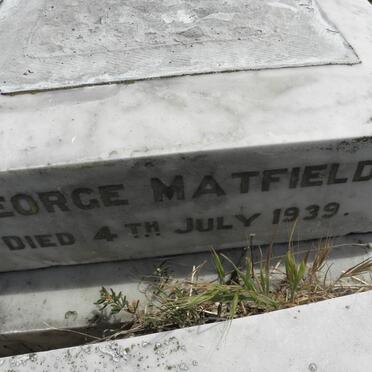 EORGE MATFIELD
DIED 4TH JULY 1939.